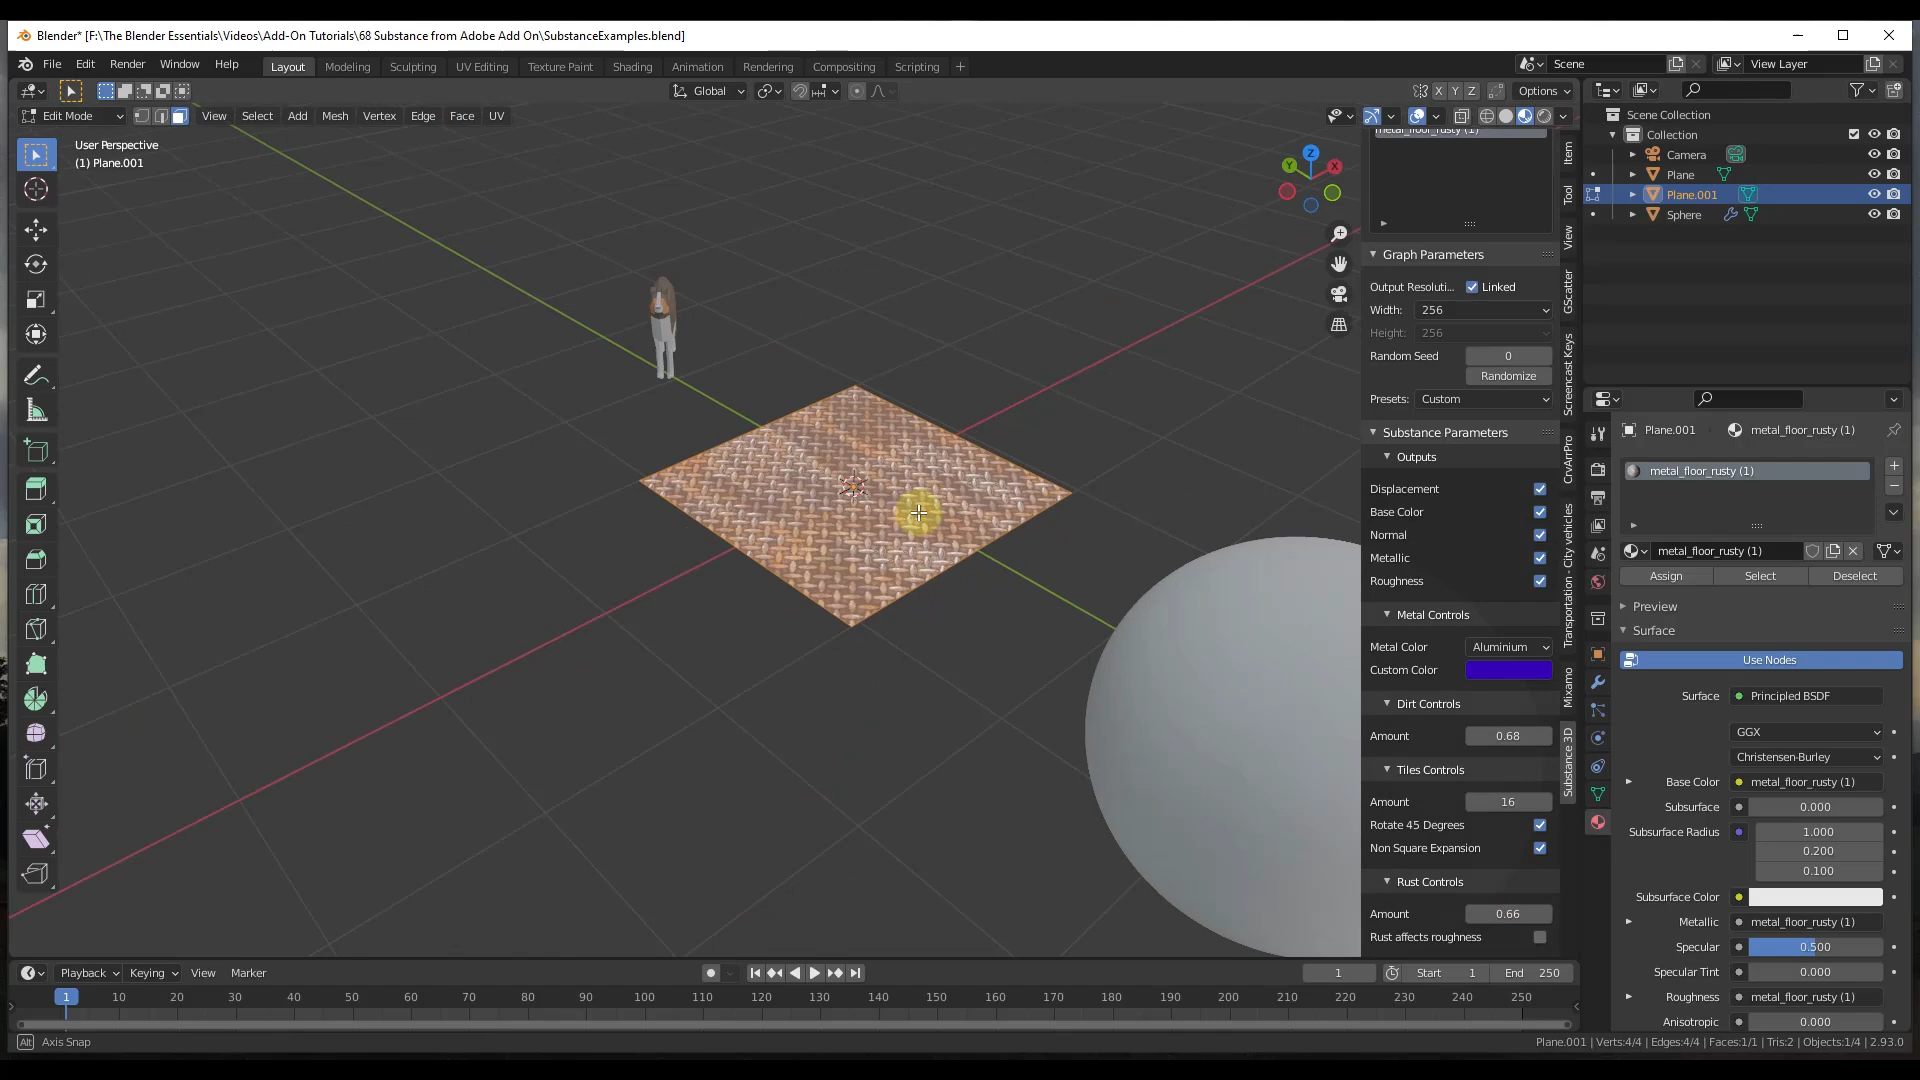 Blender* [F:\The Blender Essentials\Videos\Add-On Tutorials\68 Substance from Adobe Add On\SubstanceExamples.blend]
File Edit Render Window Help Layout Modeling Sculpting UV Editing Texture Paint Shading Animation Rendering Compositing Scripting + Scene View Layer
Global X Y Z Options
Edit Mode View Select Add Mesh Vertex Edge Face UV
User Perspective
(1) Plane.001
Z
Y
X
metal_floor_rusty (1)
Graph Parameters
Output Resoluti... Linked
Width: 256
Height: 256
Random Seed 0
Randomize
Presets: Custom
Substance Parameters
Outputs
Displacement
Base Color
Normal
Metallic
Roughness
Metal Controls
Metal Color Aluminium
Custom Color
Dirt Controls
Amount 0.68
Tiles Controls
Amount 16
Rotate 45 Degrees
Non Square Expansion
Rust Controls
Amount 0.66
Rust affects roughness
Item
Tool
View
GScatter
Screencast Keys
CrvArrPro
Transportation - City vehicles
Mixamo
Substance 3D
Scene Collection
Collection
Camera
Plane
Plane.001
Sphere
Plane.001 metal_floor_rusty (1)
metal_floor_rusty (1)
metal_floor_rusty (1)
Assign Select Deselect
Preview
Surface
Use Nodes
Surface Principled BSDF
GGX
Christensen-Burley
Base Color metal_floor_rusty (1)
Subsurface 0.000
Subsurface Radius 1.000
0.200
0.100
Subsurface Color
Metallic metal_floor_rusty (1)
Specular 0.500
Specular Tint 0.000
Roughness metal_floor_rusty (1)
Anisotropic 0.000
Playback Keying View Marker 1 Start 1 End 250
1 10 20 30 40 50 60 70 80 90 100 110 120 130 140 150 160 170 180 190 200 210 220 230 240 250
Alt Axis Snap Plane.001 | Verts:4/4 | Edges:4/4 | Faces:1/1 | Tris:2 | Objects:1/4 | 2.93.0